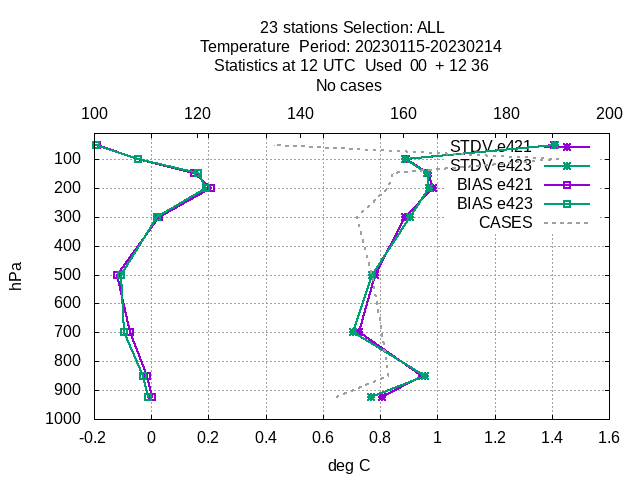 23 stations Selection: ALL
Temperature  Period: 20230115-20230214
Statistics at 12 UTC  Used  00  + 12 36
No cases
100 120 140 160 180 200
STDV e421
STDV e423
BIAS e421
BIAS e423
CASES
100
200
300
400
500
600
700
800
900
1000
hPa
-0.2 0 0.2 0.4 0.6 0.8 1 1.2 1.4 1.6
deg C